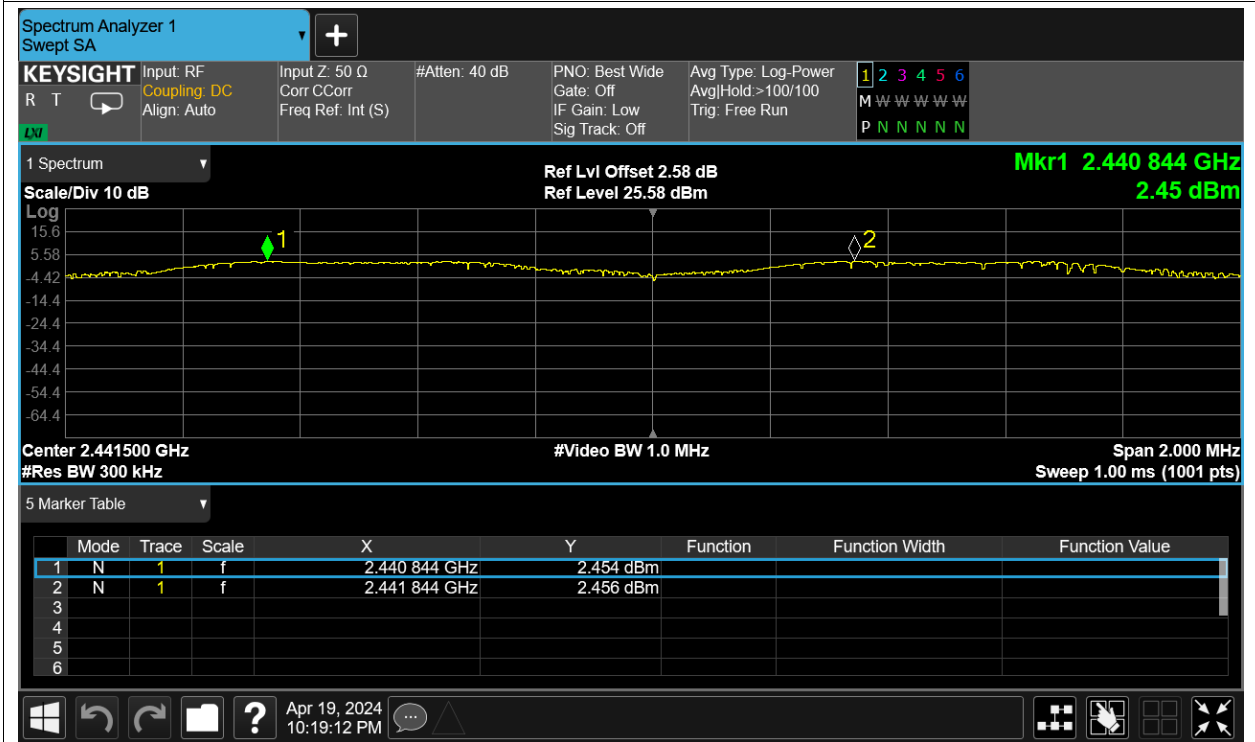 Spectrum Analyzer 1
Swept SA
KEYSIGHT
R T
LXI
Input: RF
Coupling: DC
Align: Auto
Input Z: 50 Ω
Corr CCorr
Freq Ref: Int (S)
#Atten: 40 dB
PNO: Best Wide
Gate: Off
IF Gain: Low
Sig Track: Off
Avg Type: Log-Power
Avg|Hold:>100/100
Trig: Free Run
1 2 3 4 5 6
M W W W W W
P N N N N N
1 Spectrum
Scale/Div 10 dB
Ref Lvl Offset 2.58 dB
Ref Level 25.58 dBm
Mkr1 2.440 844 GHz
2.45 dBm
Log
15.6
5.58
-4.42
-14.4
-24.4
-34.4
-44.4
-54.4
-64.4
1
2
Center 2.441500 GHz
#Video BW 1.0 MHz
Span 2.000 MHz
#Res BW 300 kHz
Sweep 1.00 ms (1001 pts)
5 Marker Table
Mode Trace Scale X Y Function Function Width Function Value
1 N 1 f 2.440 844 GHz 2.454 dBm
2 N 1 f 2.441 844 GHz 2.456 dBm
3
4
5
6
?
Apr 19, 2024
10:19:12 PM